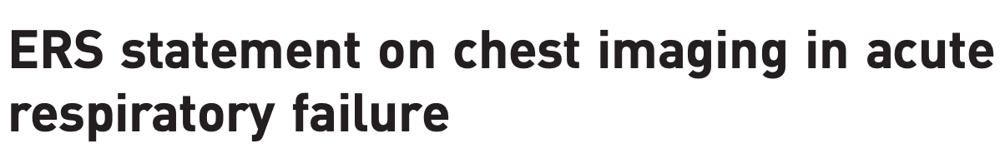 ERS statement on chest imaging in acute
respiratory failure